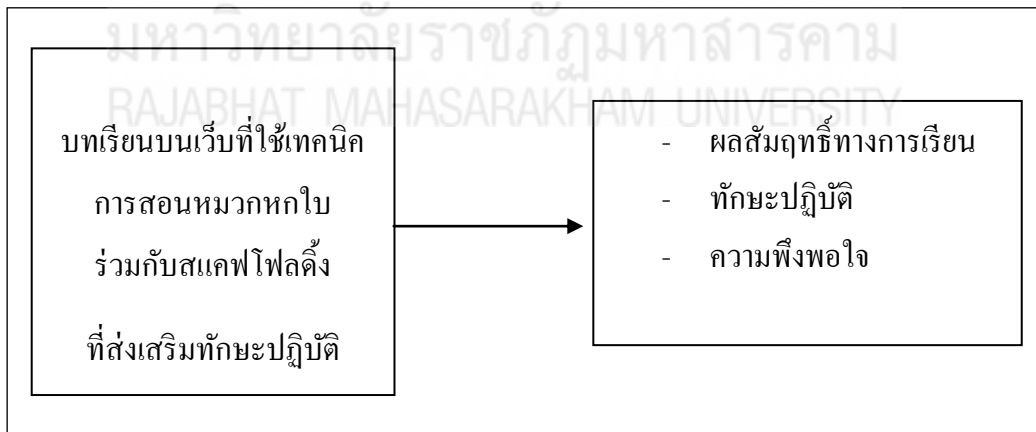 มหาวิทยาลัยราชภัฏมหาสารคาม
RAJABHAT MAHASARAKHAM UNIVERSITY
บทเรียนบนเว็บที่ใช้เทคนิค
การสอนหมวกหกใบ
ร่วมกับสแคฟโฟลดิ้ง
ที่ส่งเสริมทักษะปฏิบัติ
- ผลสัมฤทธิ์ทางการเรียน
- ทักษะปฏิบัติ
- ความพึงพอใจ